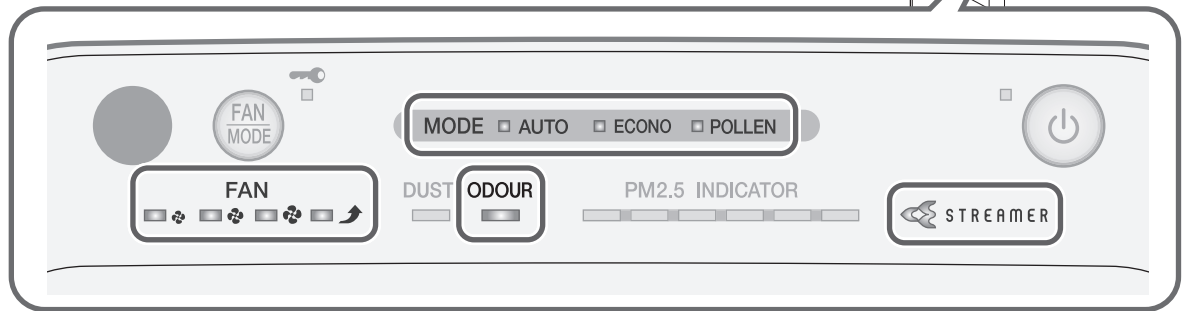 FAN
MODE
MODE AUTO ECONO POLLEN
FAN
DUST ODOUR PM2.5 INDICATOR
STREAMER